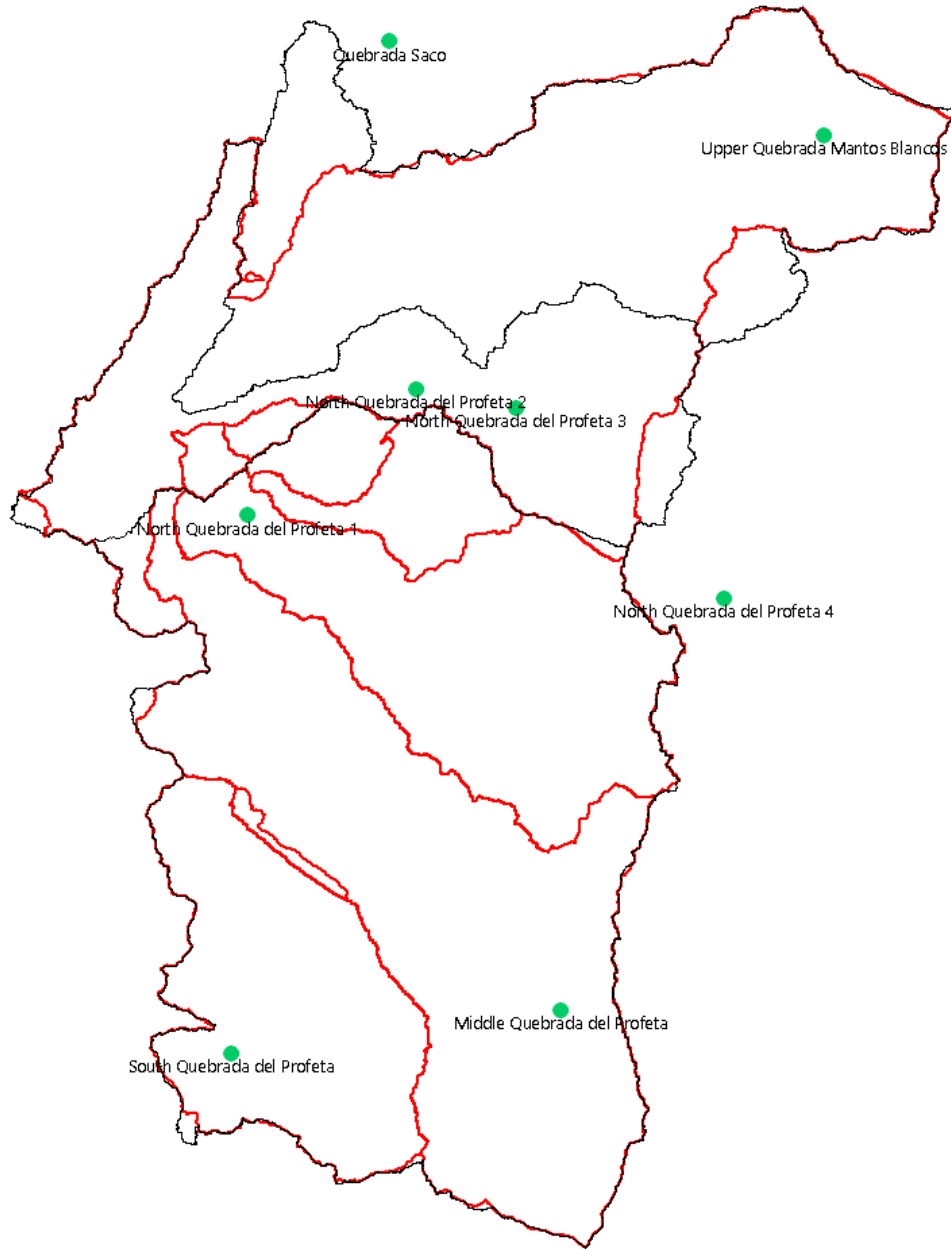 Quebrada Saco
Upper Quebrada Mantos Blancos
North Quebrada del Profeta 2
North Quebrada del Profeta 3
North Quebrada del Profeta 1
North Quebrada del Profeta 4
Middle Quebrada del Profeta
South Quebrada del Profeta